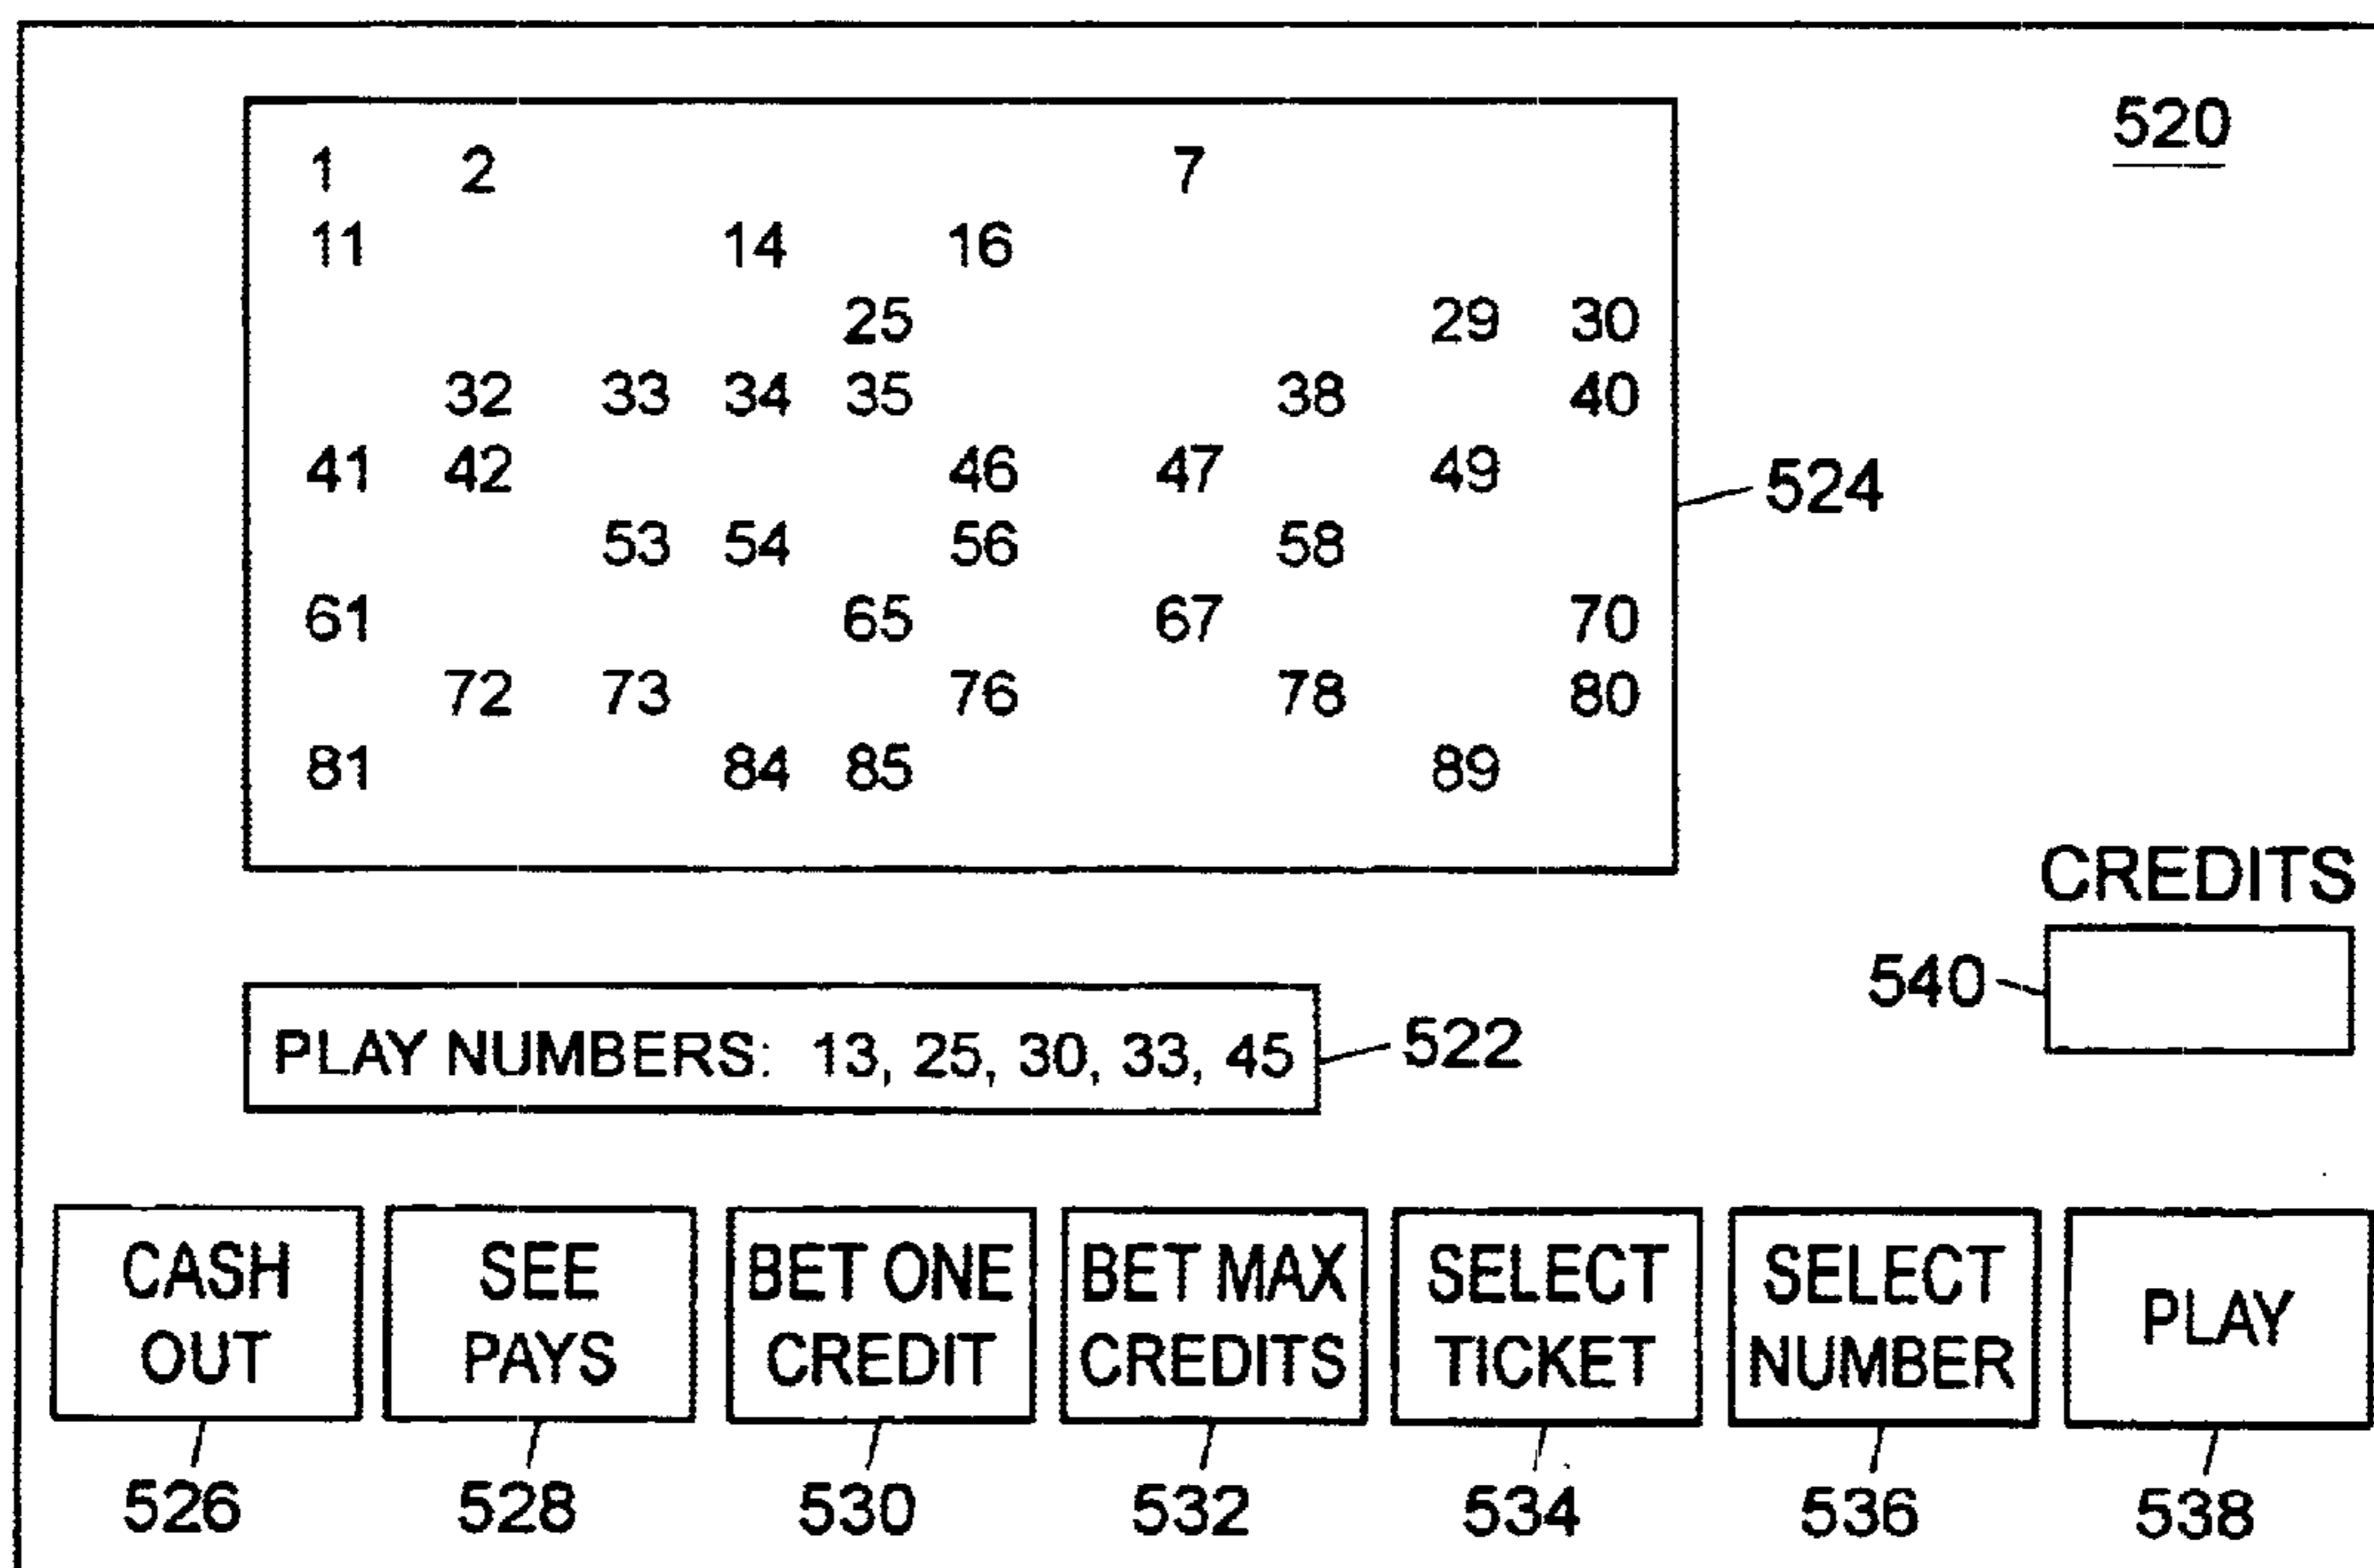 520
1 2 7
11 14 16
25 29 30
32 33 34 35 38 40
41 42 46 47 49
524
53 54 56 58
61 65 67 70
72 73 76 78 80
81 84 85 89
CREDITS
540
PLAY NUMBERS: 13, 25, 30, 33, 45
522
CASH
OUT
SEE
PAYS
BET ONE
CREDIT
BET MAX
CREDITS
SELECT
TICKET
SELECT
NUMBER
PLAY
526 528 530 532 534 536 538